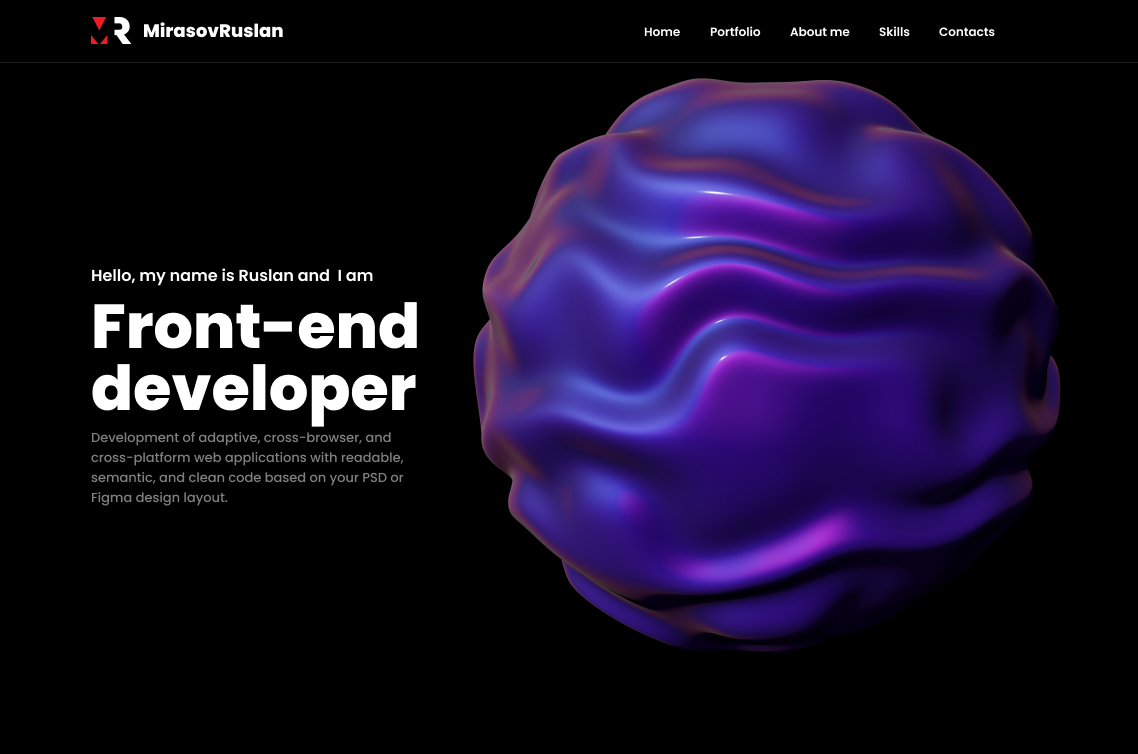 MirasovRuslan
Home Portfolio About me Skills Contacts
Hello, my name is Ruslan and I am
Front-end
developer
Development of adaptive, cross-browser, and
cross-platform web applications with readable,
semantic, and clean code based on your PSD or
Figma design layout.